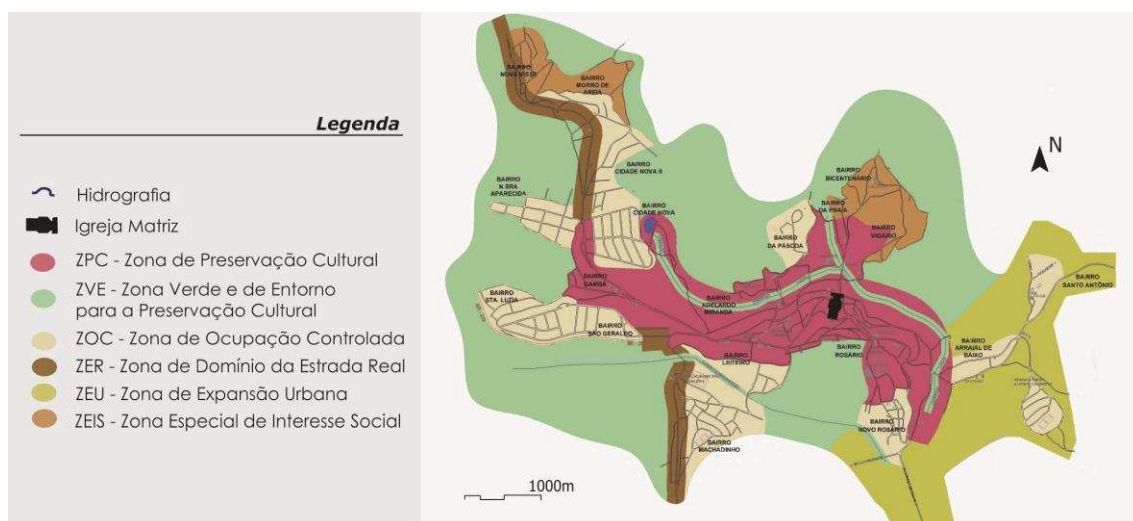 Legenda
Hidrografia
Igreja Matriz
ZPC - Zona de Preservação Cultural
ZVE - Zona Verde e de Entorno
para a Preservação Cultural
ZOC - Zona de Ocupação Controlada
ZER - Zona de Domínio da Estrada Real
ZEU - Zona de Expansão Urbana
ZEIS - Zona Especial de Interesse Social
BAIRRO
NOVA VISTA
BAIRRO
MORRO DE
AREIA
BAIRRO
CIDADE NOVA II
BAIRRO
N SRA
APARECIDA
BAIRRO
CIDADE NOVA
BAIRRO
BICENTENÁRIO
BAIRRO
DA PRAIA
BAIRRO
DA PÁSCOA
BAIRRO
VIGÁRIO
N
BAIRRO
SANTO ANTÔNIO
BAIRRO
BAIRRO
STA. LUZIA
BAIRRO
ADELARDO
MIRANDA
BAIRRO
SÃO GERALDO
BAIRRO
LEITEIRO
BAIRRO
ROSÁRIO
BAIRRO
ARRAIAL DE
BAIXO
BAIRRO
NOVO ROSÁRIO
BAIRRO
MACHADINHO
1000m